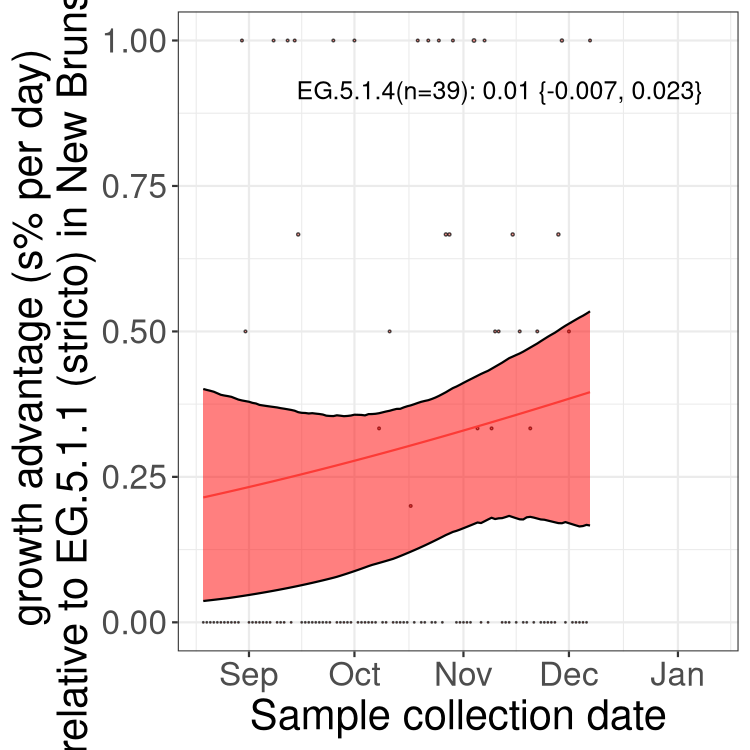 growth advantage (s% per day)
relative to EG.5.1.1 (stricto) in New Bruns
1.00
0.75
0.50
0.25
0.00
EG.5.1.4(n=39): 0.01 {-0.007, 0.023}
Sep Oct Nov Dec Jan
Sample collection date